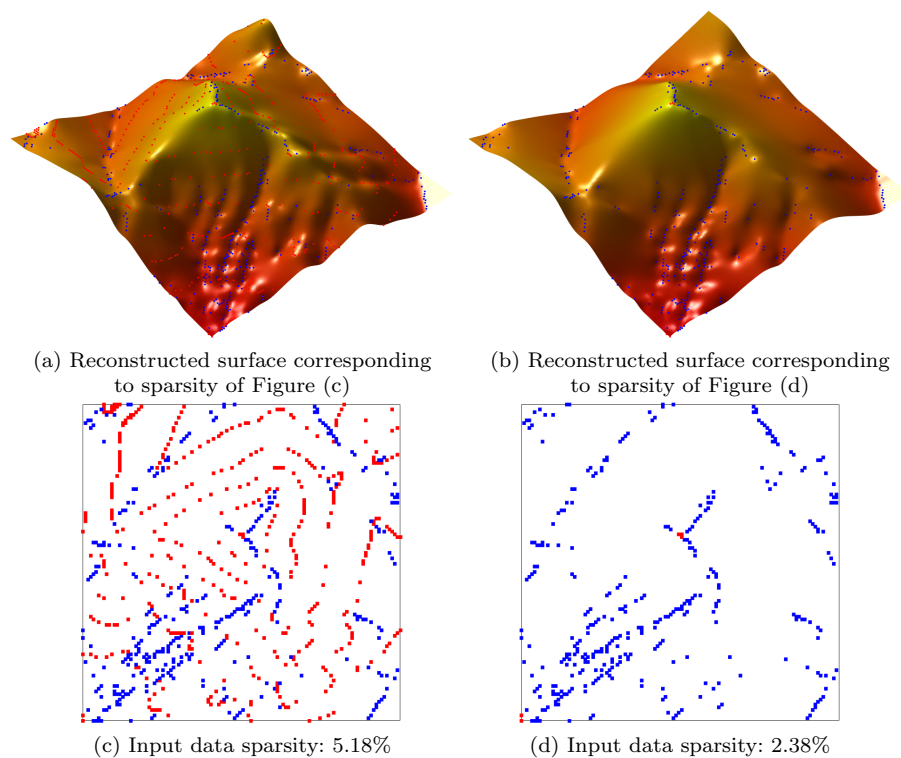 (a) Reconstructed surface corresponding
to sparsity of Figure (c)
(b) Reconstructed surface corresponding
to sparsity of Figure (d)
(c) Input data sparsity: 5.18%
(d) Input data sparsity: 2.38%